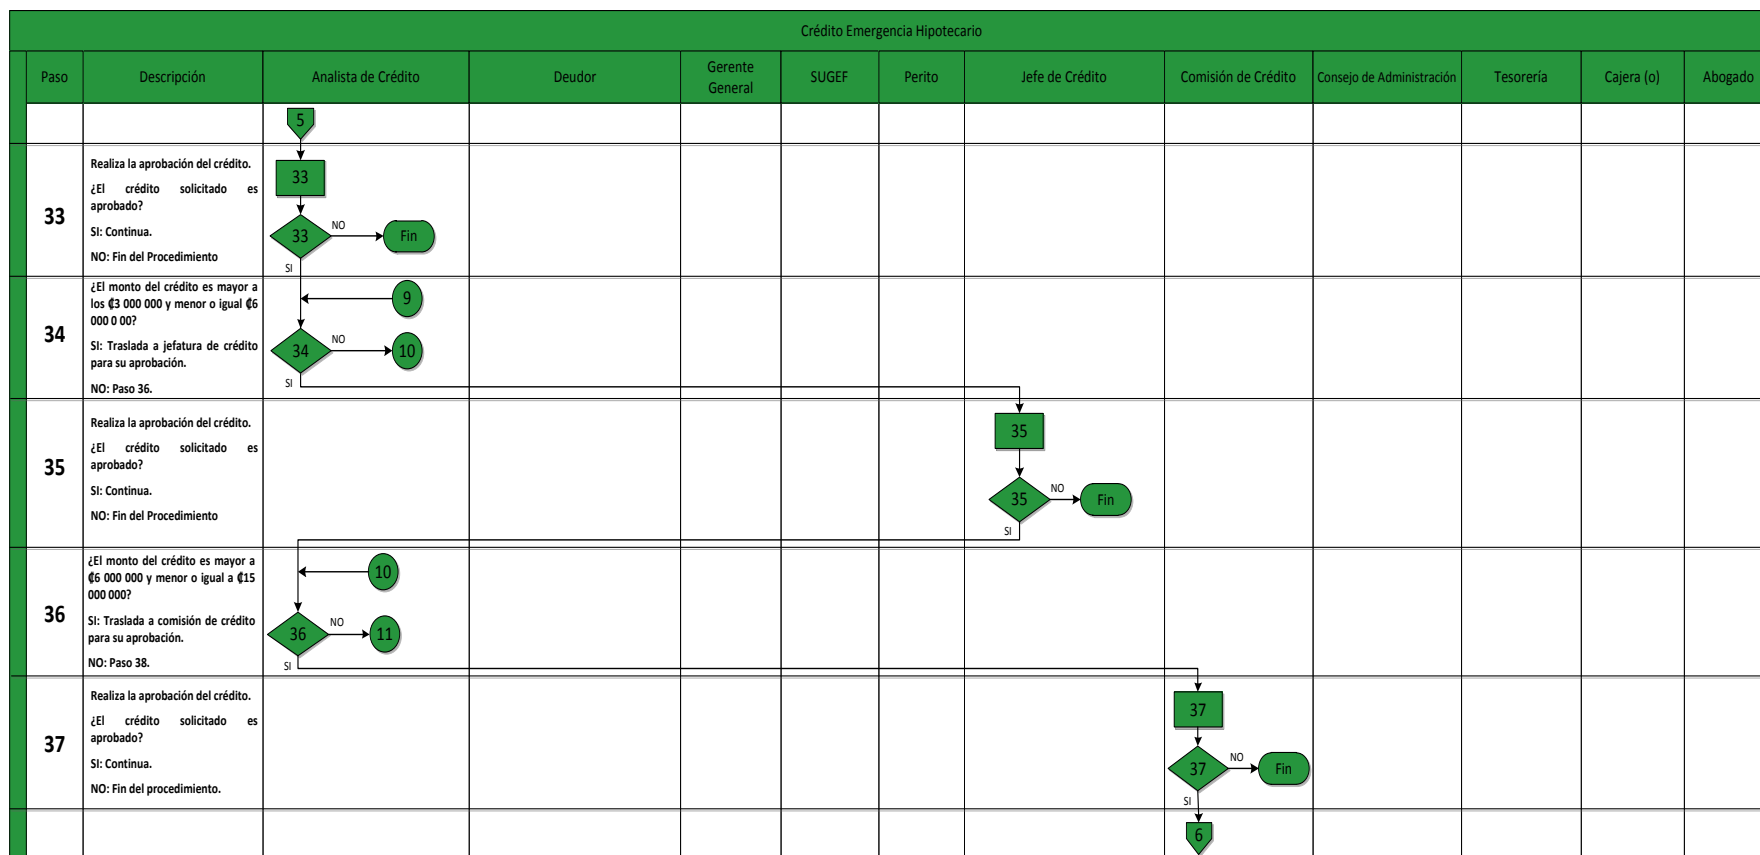 Crédito Emergencia Hipotecario
Paso
Descripción
Analista de Crédito
Deudor
Gerente
General
SUGEF
Perito
Jefe de Crédito
Comisión de Crédito
Consejo de Administración
Tesorería
Cajera (o)
Abogado
5
33
Realiza la aprobación del crédito.
¿El crédito solicitado es
aprobado?
SI: Continua.
NO: Fin del Procedimiento
33
33
NO
Fin
SI
34
¿El monto del crédito es mayor a
los ₡3 000 000 y menor o igual ₡6
000 0 00?
SI: Traslada a jefatura de crédito
para su aprobación.
NO: Paso 36.
9
34
NO
10
SI
35
Realiza la aprobación del crédito.
¿El crédito solicitado es
aprobado?
SI: Continua.
NO: Fin del Procedimiento
35
35
NO
Fin
SI
36
¿El monto del crédito es mayor a
₡6 000 000 y menor o igual a ₡15
000 000?
SI: Traslada a comisión de crédito
para su aprobación.
NO: Paso 38.
10
36
NO
11
SI
37
Realiza la aprobación del crédito.
¿El crédito solicitado es
aprobado?
SI: Continua.
NO: Fin del procedimiento.
37
37
NO
Fin
SI
6